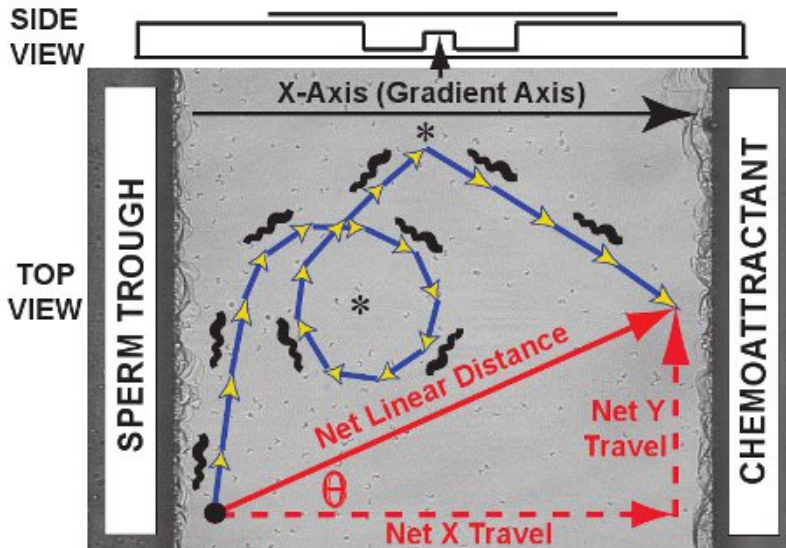 SIDE
VIEW
X-Axis (Gradient Axis)
*
*
TOP
VIEW
SPERM TROUGH
CHEMOATTRACTANT
Net Linear Distance
Net Y
Travel
θ
Net X Travel